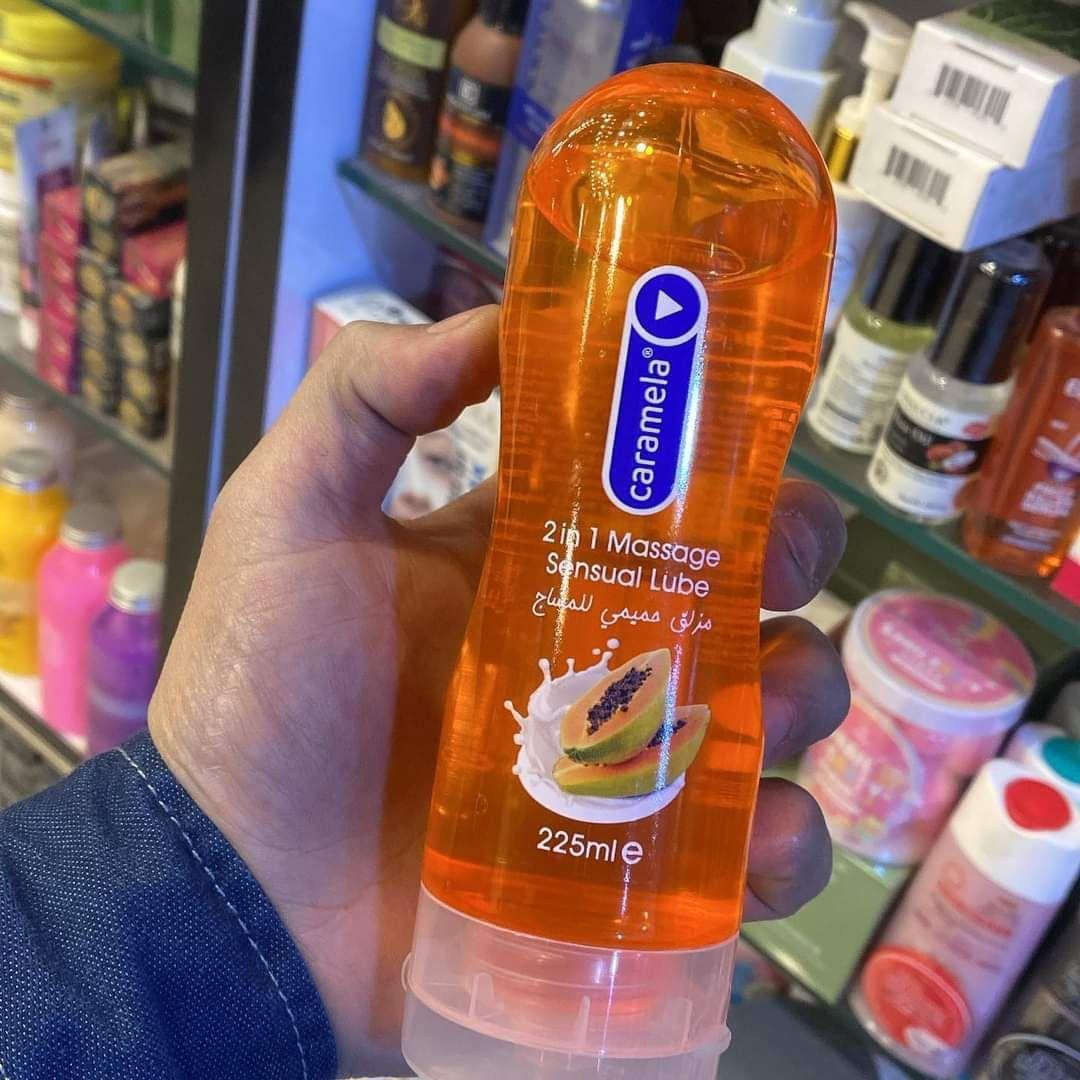 caramela®
2 in 1 Massage
Sensual Lube
مزلق حميمي للمساج
225ml e